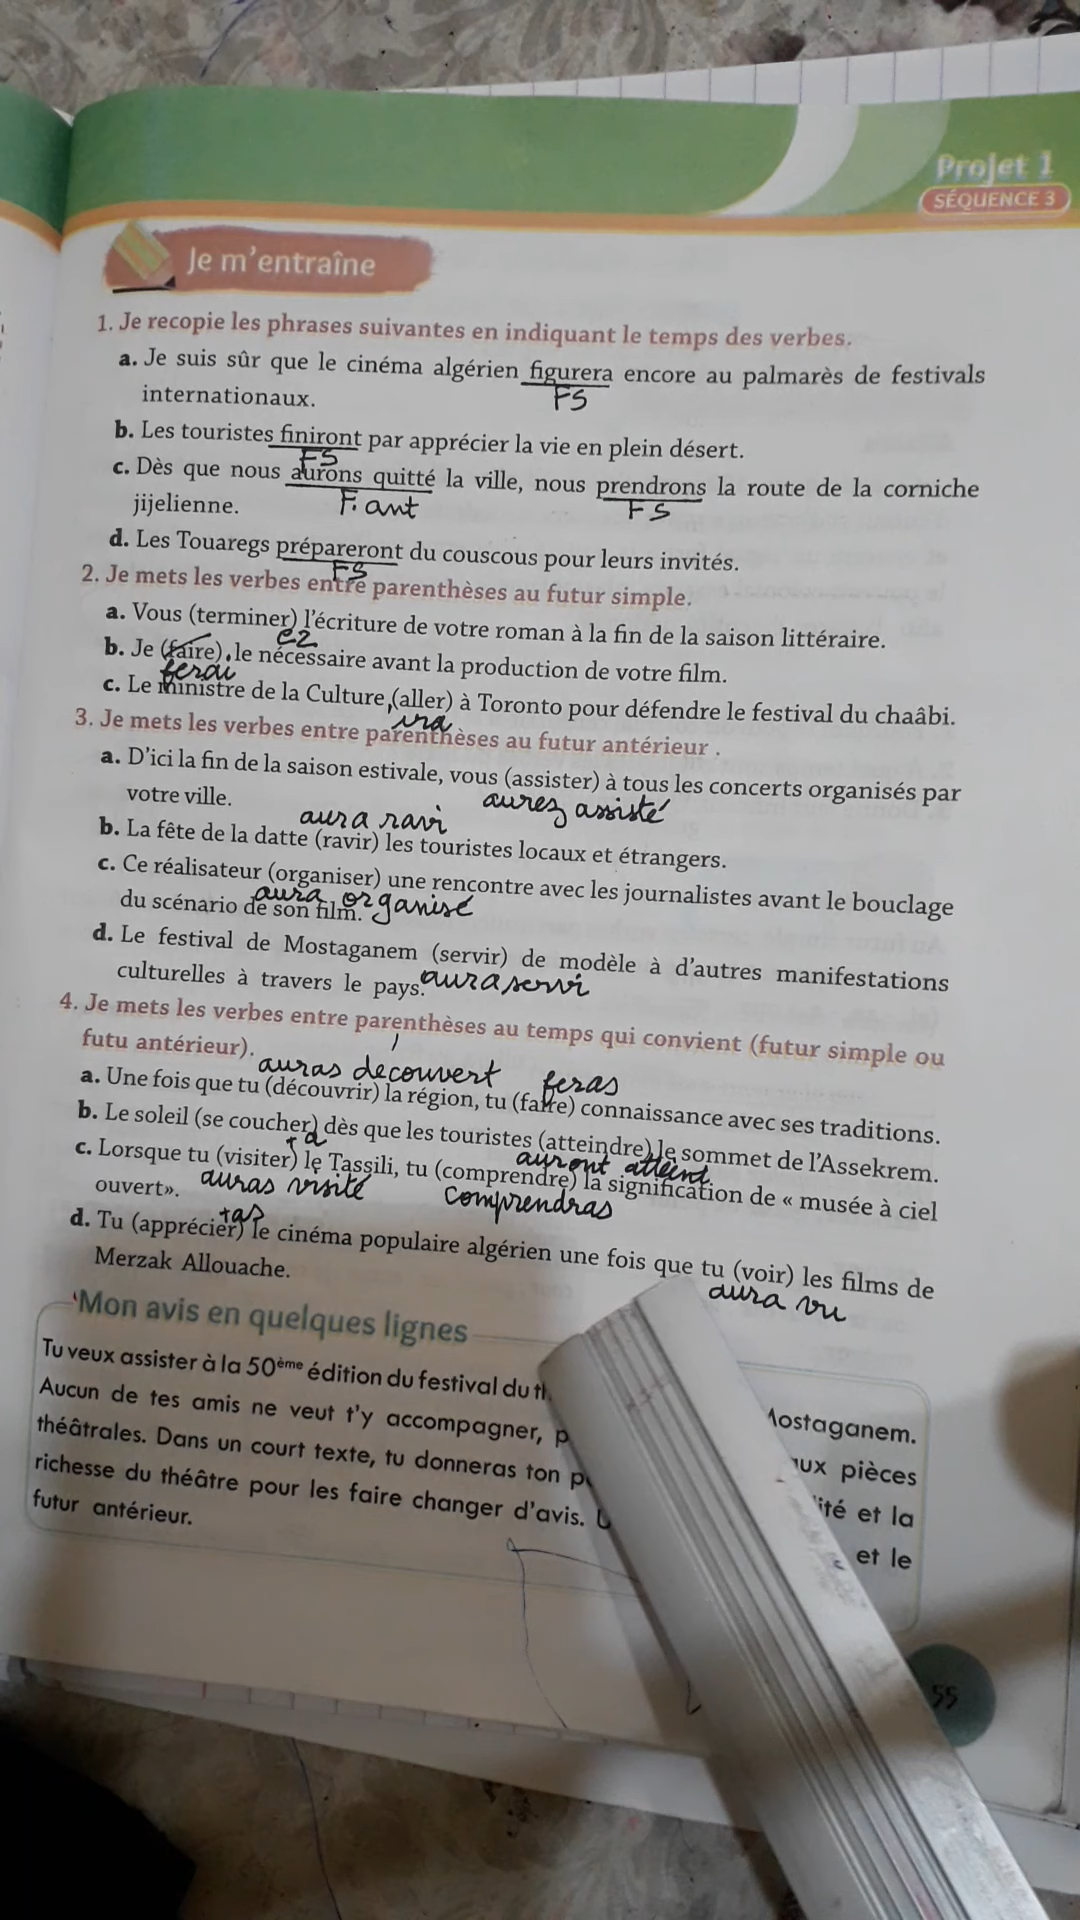 Projet 1
SÉQUENCE 3
Je m'entraîne
1. Je recopie les phrases suivantes en indiquant le temps des verbes.
a. Je suis sûr que le cinéma algérien figurera encore au palmarès de festivals
FS
internationaux.
b. Les touristes finiront par apprécier la vie en plein désert.
FS
c. Dès que nous aurons quitté la ville, nous prendrons la route de la corniche
F. ant FS
jijelienne.
d. Les Touaregs prépareront du couscous pour leurs invités.
FS
2. Je mets les verbes entre parenthèses au futur simple.
a. Vous (terminer) l'écriture de votre roman à la fin de la saison littéraire.
ez
b. Je (faire), le nécessaire avant la production de votre film.
ferai
c. Le ministre de la Culture,(aller) à Toronto pour défendre le festival du chaâbi.
ira
3. Je mets les verbes entre parenthèses au futur antérieur .
a. D'ici la fin de la saison estivale, vous (assister) à tous les concerts organisés par
aurez assisté
votre ville.
aura ravi
b. La fête de la datte (ravir) les touristes locaux et étrangers.
c. Ce réalisateur (organiser) une rencontre avec les journalistes avant le bouclage
aura organisé
du scénario de son film.
d. Le festival de Mostaganem (servir) de modèle à d'autres manifestations
culturelles à travers le pays. aura servi
4. Je mets les verbes entre parenthèses au temps qui convient (futur simple ou
futu antérieur).
auras decouvert feras
a. Une fois que tu (découvrir) la région, tu (faire) connaissance avec ses traditions.
b. Le soleil (se coucher) dès que les touristes (atteindre) le sommet de l'Assekrem.
+a auront atteint
c. Lorsque tu (visiter) le Tassili, tu (comprendre) la signification de « musée à ciel
auras visité comprendras
ouvert».
+as
d. Tu (apprécier) le cinéma populaire algérien une fois que tu (voir) les films de
aura vu
Merzak Allouache.
Mon avis en quelques lignes
Tu veux assister à la 50ème édition du festival du Mostaganem.
Aucun de tes amis ne veut t'y accompagner, aux pièces
théâtrales. Dans un court texte, tu donneras ton et la
richesse du théâtre pour les faire changer d'avis. et le
futur antérieur.
55